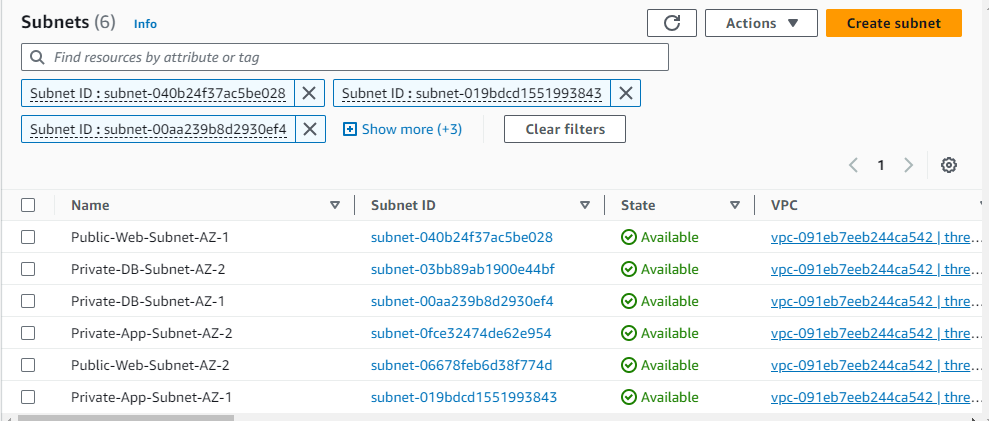 Subnets (6) Info Actions Create subnet
Find resources by attribute or tag
Subnet ID : subnet-040b24f37ac5be028 Subnet ID : subnet-019bdcd1551993843
Subnet ID : subnet-00aa239b8d2930ef4 Show more (+3) Clear filters
1
Name Subnet ID State VPC
Public-Web-Subnet-AZ-1 subnet-040b24f37ac5be028 Available vpc-091eb7eeb244ca542 | thre...
Private-DB-Subnet-AZ-2 subnet-03bb89ab1900e44bf Available vpc-091eb7eeb244ca542 | thre...
Private-DB-Subnet-AZ-1 subnet-00aa239b8d2930ef4 Available vpc-091eb7eeb244ca542 | thre...
Private-App-Subnet-AZ-2 subnet-0fce32474de62e954 Available vpc-091eb7eeb244ca542 | thre...
Public-Web-Subnet-AZ-2 subnet-06678feb6d38f774d Available vpc-091eb7eeb244ca542 | thre...
Private-App-Subnet-AZ-1 subnet-019bdcd1551993843 Available vpc-091eb7eeb244ca542 | thre...